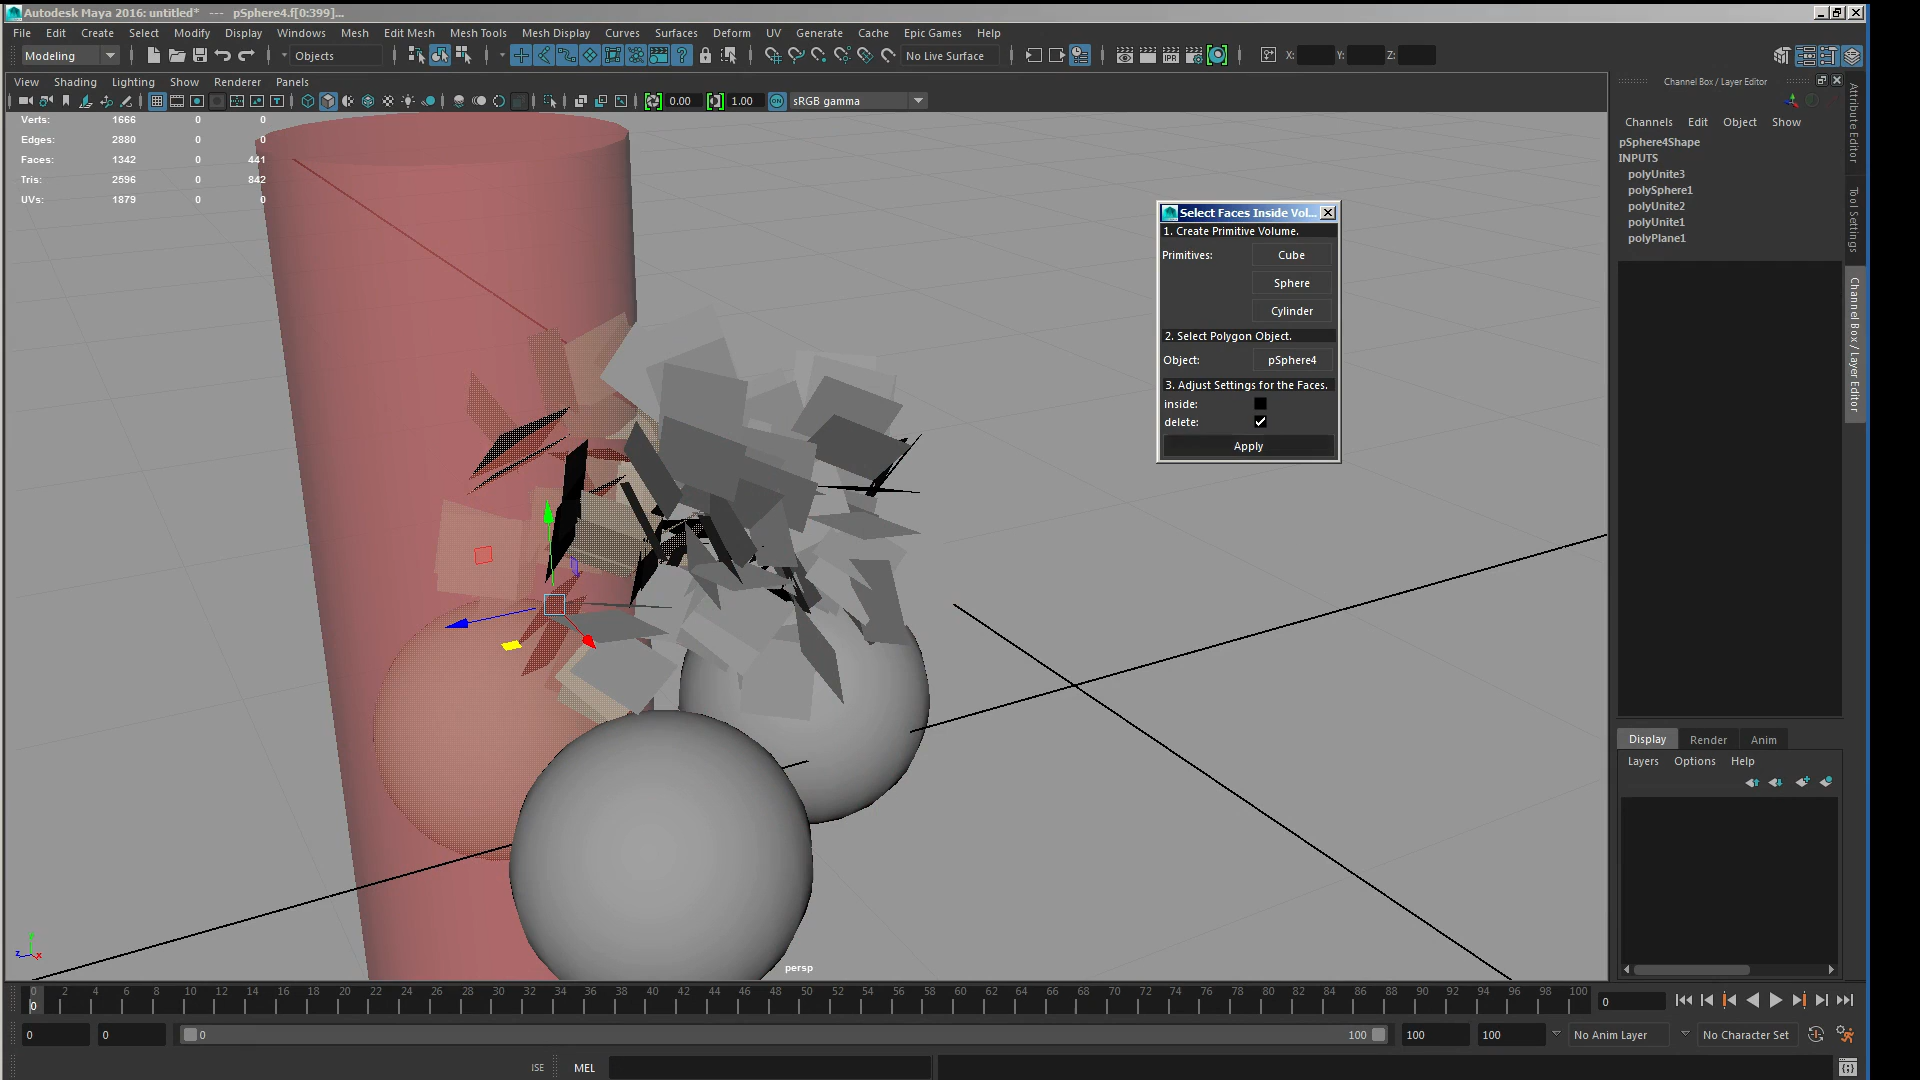 Autodesk Maya 2016: untitled*   ---   pSphere4.f[0:399]...
File Edit Create Select Modify Display Windows Mesh Edit Mesh Mesh Tools Mesh Display Curves Surfaces Deform UV Generate Cache Epic Games Help
Modeling Objects No Live Surface X: Y: Z:
IPR
View Shading Lighting Show Renderer Panels
0.00 1.00 ON sRGB gamma
Verts: 1666 0 0
Edges: 2880 0 0
Faces: 1342 0 441
Tris: 2596 0 842
UVs: 1879 0 0
Select Faces Inside Vol...
1. Create Primitive Volume.
Primitives: Cube
Sphere
Cylinder
2. Select Polygon Object.
Object: pSphere4
3. Adjust Settings for the Faces.
inside:
delete:
Apply
persp
Channel Box / Layer Editor
Channels Edit Object Show
pSphere4Shape
INPUTS
polyUnite3
polySphere1
polyUnite2
polyUnite1
polyPlane1
Attribute Editor
Tool Settings
Channel Box / Layer Editor
Display Render Anim
Layers Options Help
0 2 4 6 8 10 12 14 16 18 20 22 24 26 28 30 32 34 36 38 40 42 44 46 48 50 52 54 56 58 60 62 64 66 68 70 72 74 76 78 80 82 84 86 88 90 92 94 96 98 100
0 0
0 0 0 100 100 100 No Anim Layer No Character Set
ISE MEL